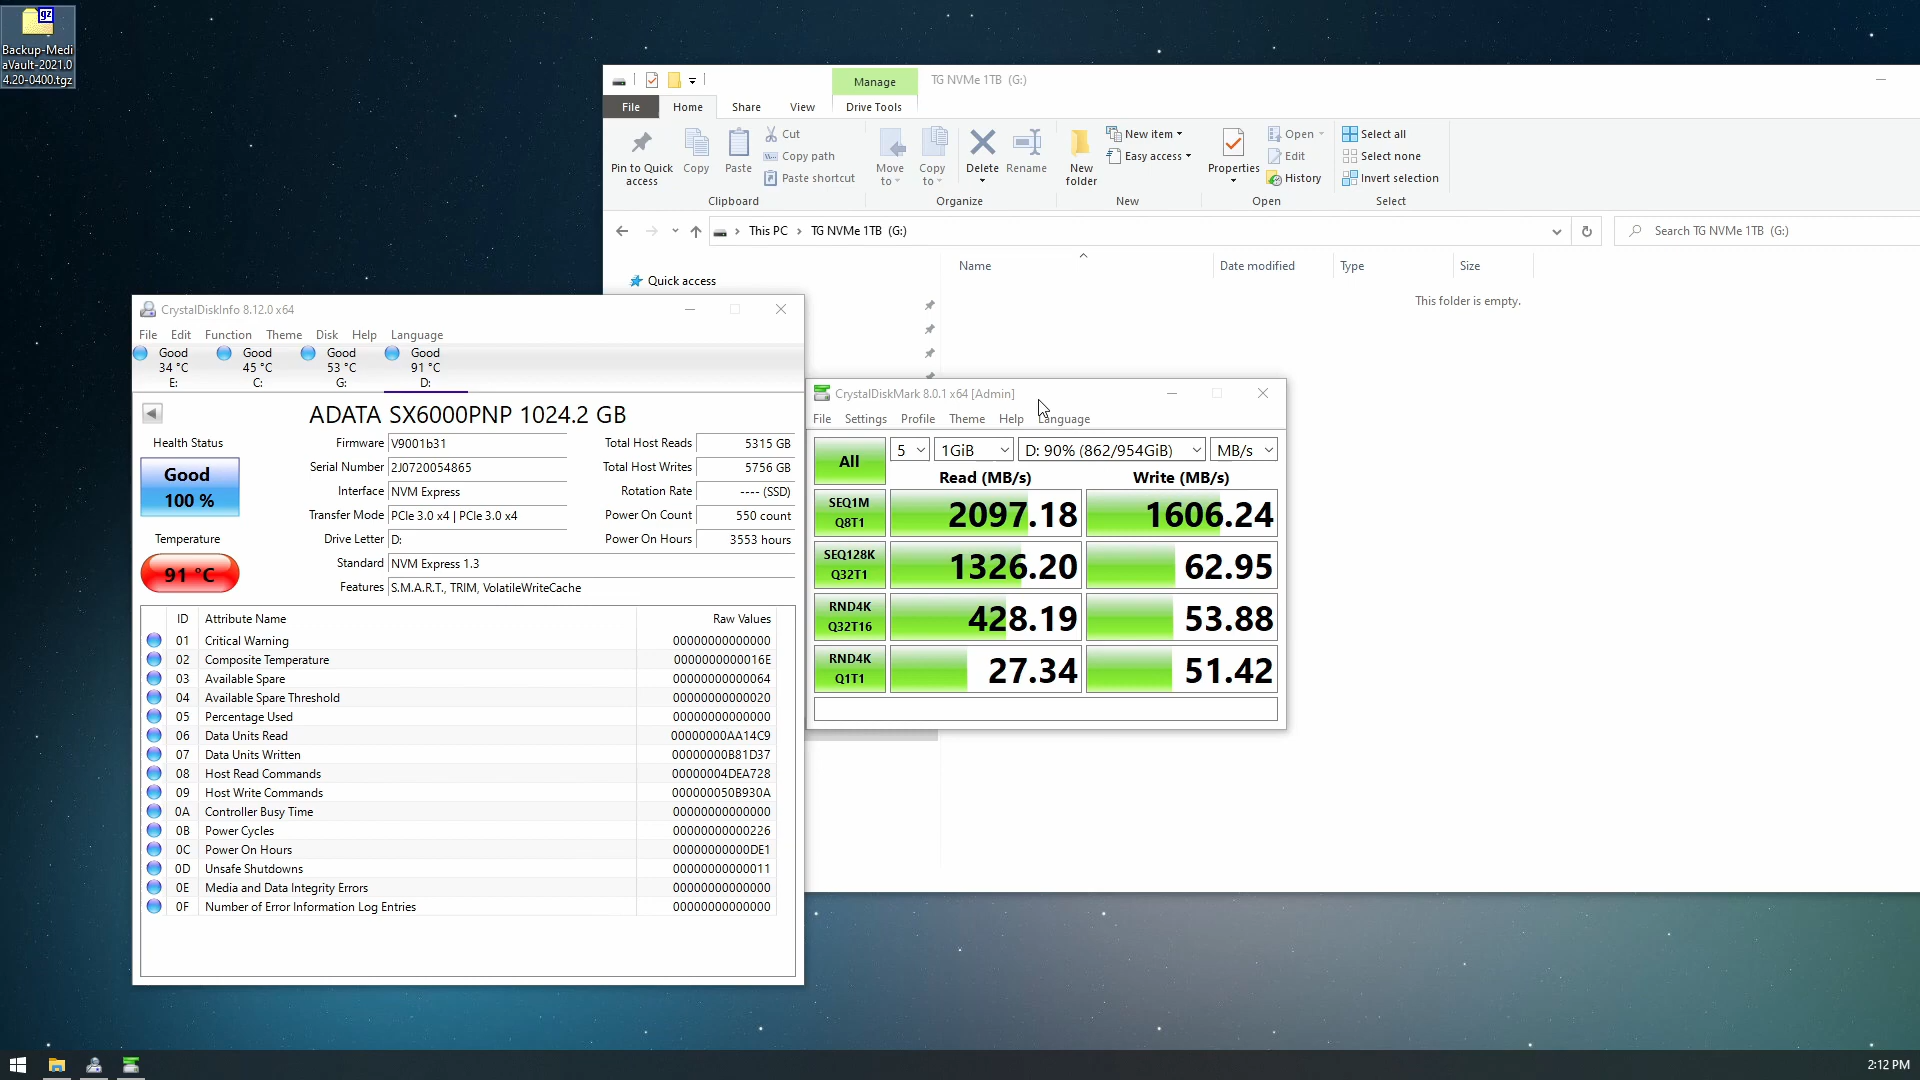 Backup-Medi
aVault-2021.0
4.20-0400.tgz
Manage
TG NVMe 1TB (G:)
File
Home
Share
View
Drive Tools
Pin to Quick
access
Copy
Paste
Cut
Copy path
Paste shortcut
Clipboard
Move
to
Copy
to
Delete
Rename
Organize
New
folder
New item
Easy access
New
Properties
Open
Edit
History
Open
Select all
Select none
Invert selection
Select
This PC > TG NVMe 1TB (G:)
Search TG NVMe 1TB (G:)
Name
Date modified
Type
Size
Quick access
This folder is empty.
CrystalDiskInfo 8.12.0 x64
File Edit Function Theme Disk Help Language
Good Good Good Good
34 °C 45 °C 53 °C 91 °C
E: C: G: D:
ADATA SX6000PNP 1024.2 GB
Health Status
Good
100 %
Temperature
91 °C
Firmware V9001b31
Serial Number 2J0720054865
Interface NVM Express
Transfer Mode PCIe 3.0 x4 | PCIe 3.0 x4
Drive Letter D:
Standard NVM Express 1.3
Features S.M.A.R.T., TRIM, VolatileWriteCache
Total Host Reads 5315 GB
Total Host Writes 5756 GB
Rotation Rate ---- (SSD)
Power On Count 550 count
Power On Hours 3553 hours
ID Attribute Name Raw Values
01 Critical Warning 00000000000000
02 Composite Temperature 0000000000016E
03 Available Spare 00000000000064
04 Available Spare Threshold 00000000000020
05 Percentage Used 00000000000000
06 Data Units Read 00000000AA14C9
07 Data Units Written 00000000B81D37
08 Host Read Commands 00000004DEA728
09 Host Write Commands 000000050B930A
0A Controller Busy Time 00000000000000
0B Power Cycles 00000000000226
0C Power On Hours 00000000000DE1
0D Unsafe Shutdowns 00000000000011
0E Media and Data Integrity Errors 00000000000000
0F Number of Error Information Log Entries 00000000000000
CrystalDiskMark 8.0.1 x64 [Admin]
File Settings Profile Theme Help Language
All
5 1GiB D: 90% (862/954GiB) MB/s
Read (MB/s) Write (MB/s)
SEQ1M
Q8T1
2097.18 1606.24
SEQ128K
Q32T1
1326.20 62.95
RND4K
Q32T16
428.19 53.88
RND4K
Q1T1
27.34 51.42
2:12 PM